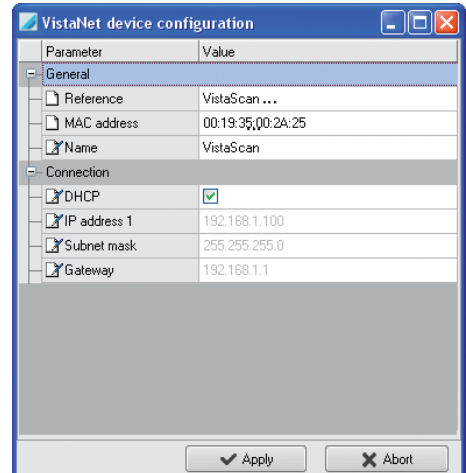 VistaNet device configuration
Parameter Value
General
Reference VistaScan ...
MAC address 00:19:35:00:2A:25
Name VistaScan
Connection
DHCP
IP address 1 192.168.1.100
Subnet mask 255.255.255.0
Gateway 192.168.1.1
Apply Abort